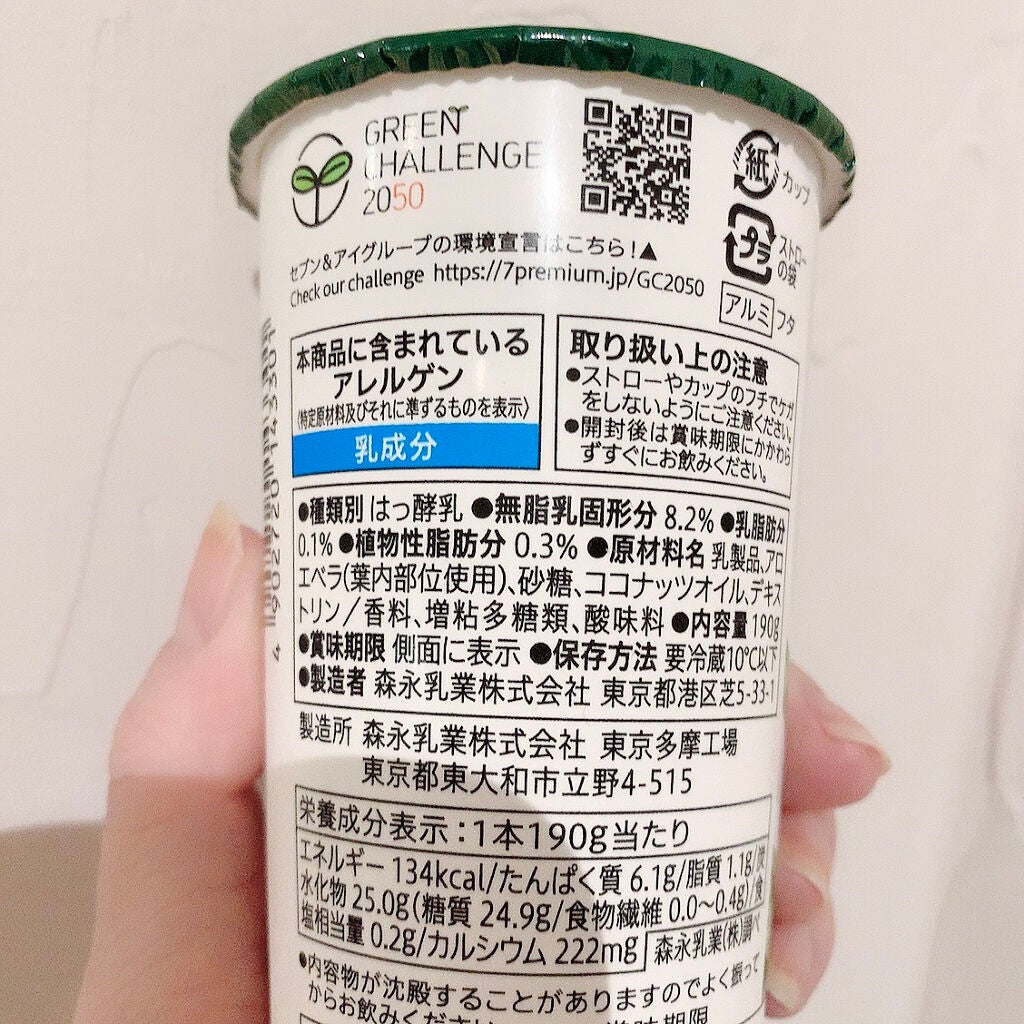 GREEN
CHALLENGE
2050
紙 カップ
プラ ストローの袋
アルミ フタ
セブン&アイグループの環境宣言はこちら!▲
Check our challenge https://7premium.jp/GC2050
本商品に含まれている
アレルゲン
(特定原材料及びそれに準ずるものを表示)
乳成分
取り扱い上の注意
●ストローやカップのフチでケガ
をしないようにご注意ください。
●開封後は賞味期限にかかわら
ずすぐにお飲みください。
●種類別 はっ酵乳 ●無脂乳固形分 8.2% ●乳脂肪分
0.1% ●植物性脂肪分 0.3% ●原材料名 乳製品、アロ
エベラ(葉内部位使用)、砂糖、ココナッツオイル、デキス
トリン/香料、増粘多糖類、酸味料 ●内容量 190g
●賞味期限 側面に表示 ●保存方法 要冷蔵10℃以下
●製造者 森永乳業株式会社 東京都港区芝5-33-1
製造所 森永乳業株式会社 東京多摩工場
東京都東大和市立野4-515
栄養成分表示:1本190g当たり
エネルギー 134kcal/たんぱく質 6.1g/脂質 1.1g/炭
水化物 25.0g(糖質 24.9g/食物繊維 0.0~0.4g)/食
塩相当量 0.2g/カルシウム 222mg 森永乳業(株)調べ
●内容物が沈殿することがありますのでよく振って
からお飲みください
賞味期限